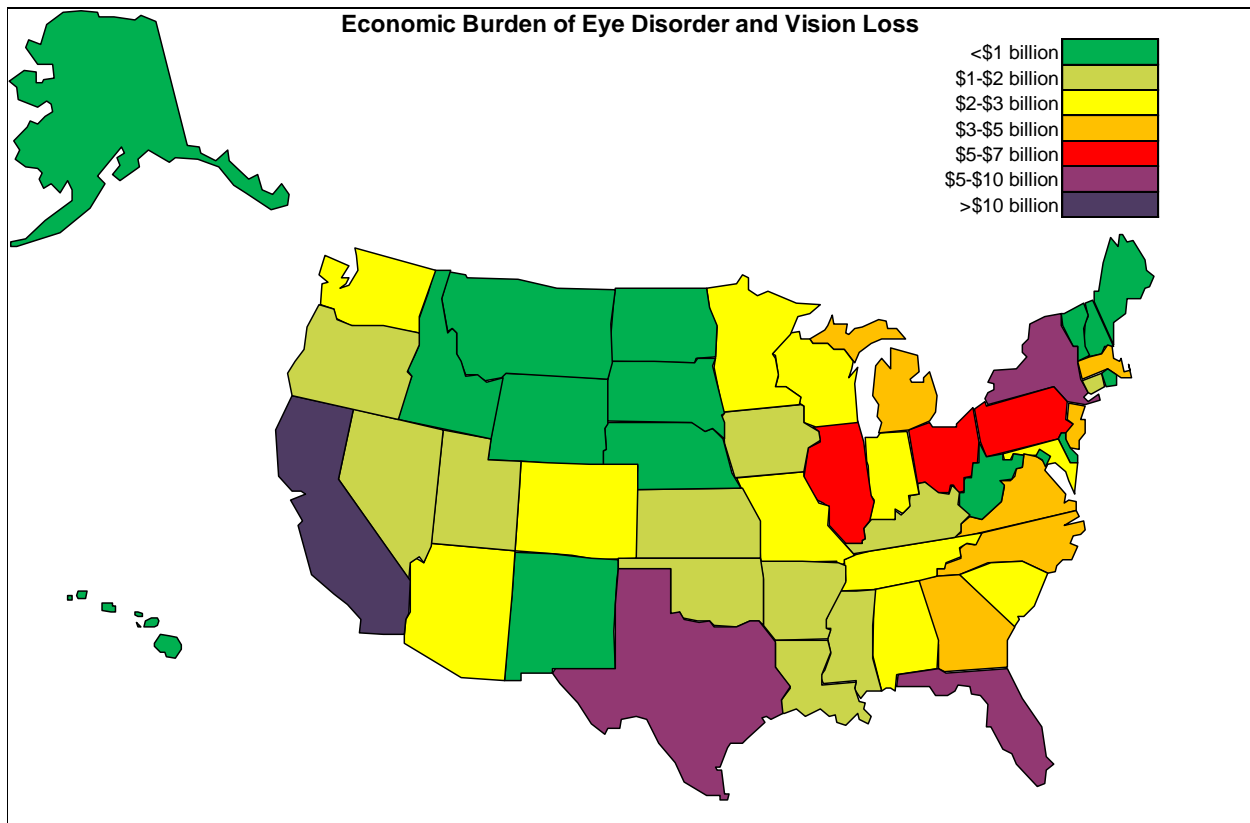 Economic Burden of Eye Disorder and Vision Loss
<$1 billion
$1-$2 billion
$2-$3 billion
$3-$5 billion
$5-$7 billion
$5-$10 billion
>$10 billion